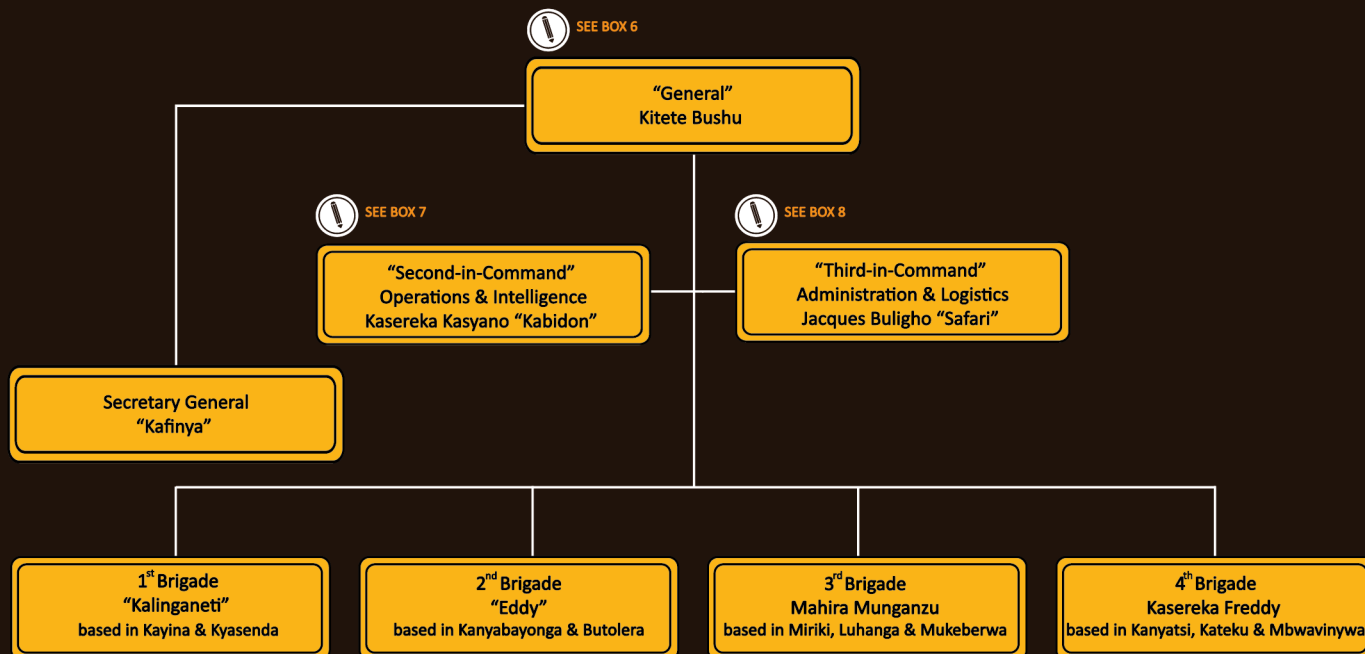 SEE BOX 6
“General”
Kitete Bushu
SEE BOX 7
“Second-in-Command”
Operations & Intelligence
Kasereka Kasyano “Kabidon”
SEE BOX 8
“Third-in-Command”
Administration & Logistics
Jacques Buligho “Safari”
Secretary General
“Kafinya”
1st Brigade
“Kalinganeti”
based in Kayina & Kyasenda
2nd Brigade
“Eddy”
based in Kanyabayonga & Butolera
3rd Brigade
Mahira Munganzu
based in Miriki, Luhanga & Mukeberwa
4th Brigade
Kasereka Freddy
based in Kanyatsi, Kateku & Mbwavinywa